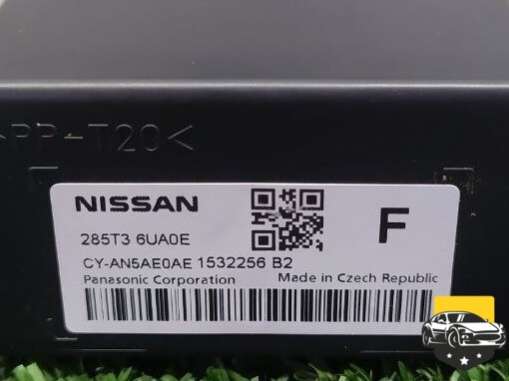 >PP-T20<
NISSAN
F
285T3 6UA0E
CY-AN5AE0AE 1532256 B2
Panasonic Corporation Made in Czech Republic